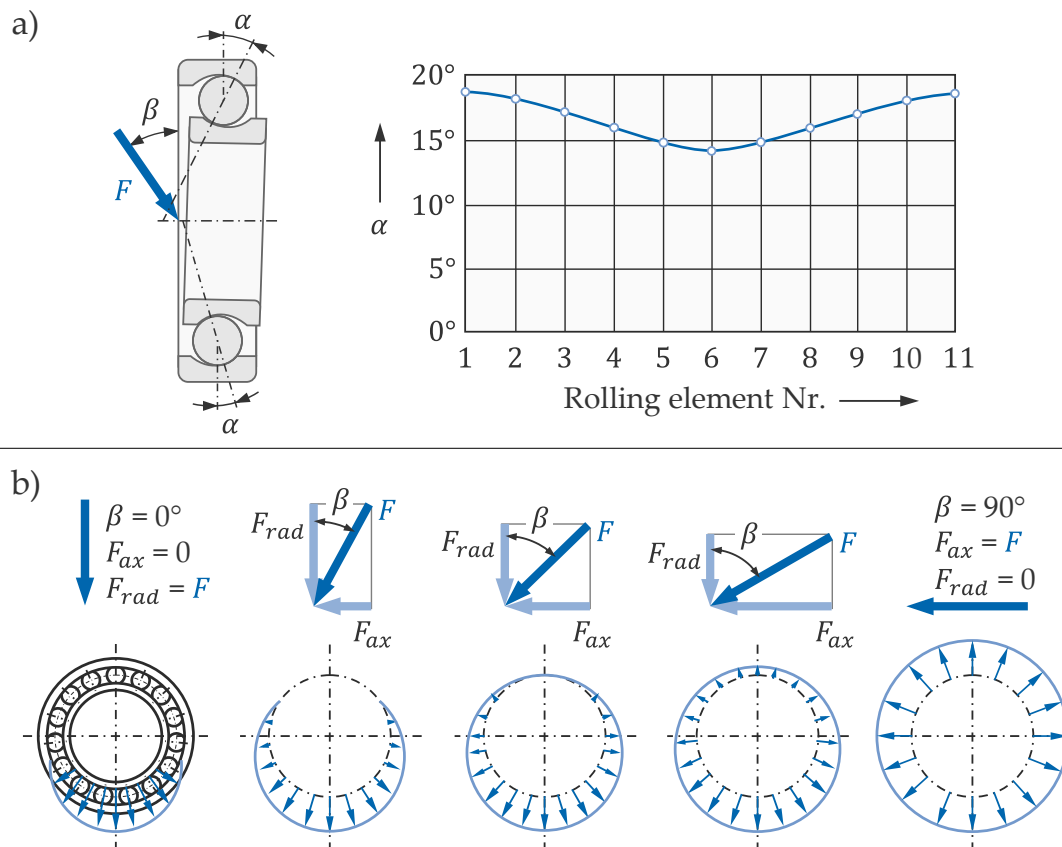 a)
α
β
F
α
20°
15°
10°
5°
0°
α
1 2 3 4 5 6 7 8 9 10 11
Rolling element Nr.
b)
β = 0°
F_ax = 0
F_rad = F
β
F
F_rad
F_ax
β
F
F_rad
F_ax
β
F
F_rad
F_ax
β = 90°
F_ax = F
F_rad = 0